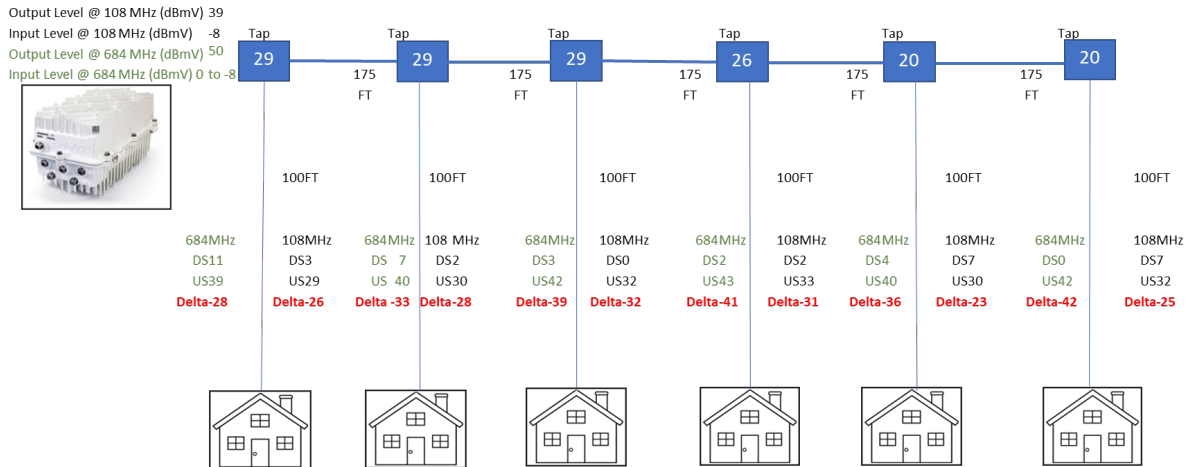 Output Level @ 108 MHz (dBmV) 39
Input Level @ 108 MHz (dBmV) -8
Output Level @ 684 MHz (dBmV) 50
Input Level @ 684 MHz (dBmV) 0 to -8
Tap Tap Tap Tap Tap Tap
29 29 29 26 20 20
175 175 175 175 175
FT FT FT FT FT
100FT 100FT 100FT 100FT 100FT 100FT
684MHz 108MHz 684MHz 108 MHz 684MHz 108MHz 684MHz 108MHz 684MHz 108MHz 684MHz 108MHz
DS11 DS3 DS 7 DS2 DS3 DS0 DS2 DS2 DS4 DS7 DS0 DS7
US39 US29 US 40 US30 US42 US32 US43 US33 US40 US30 US42 US32
Delta-28 Delta-26 Delta -33 Delta-28 Delta-39 Delta-32 Delta-41 Delta-31 Delta-36 Delta-23 Delta-42 Delta-25